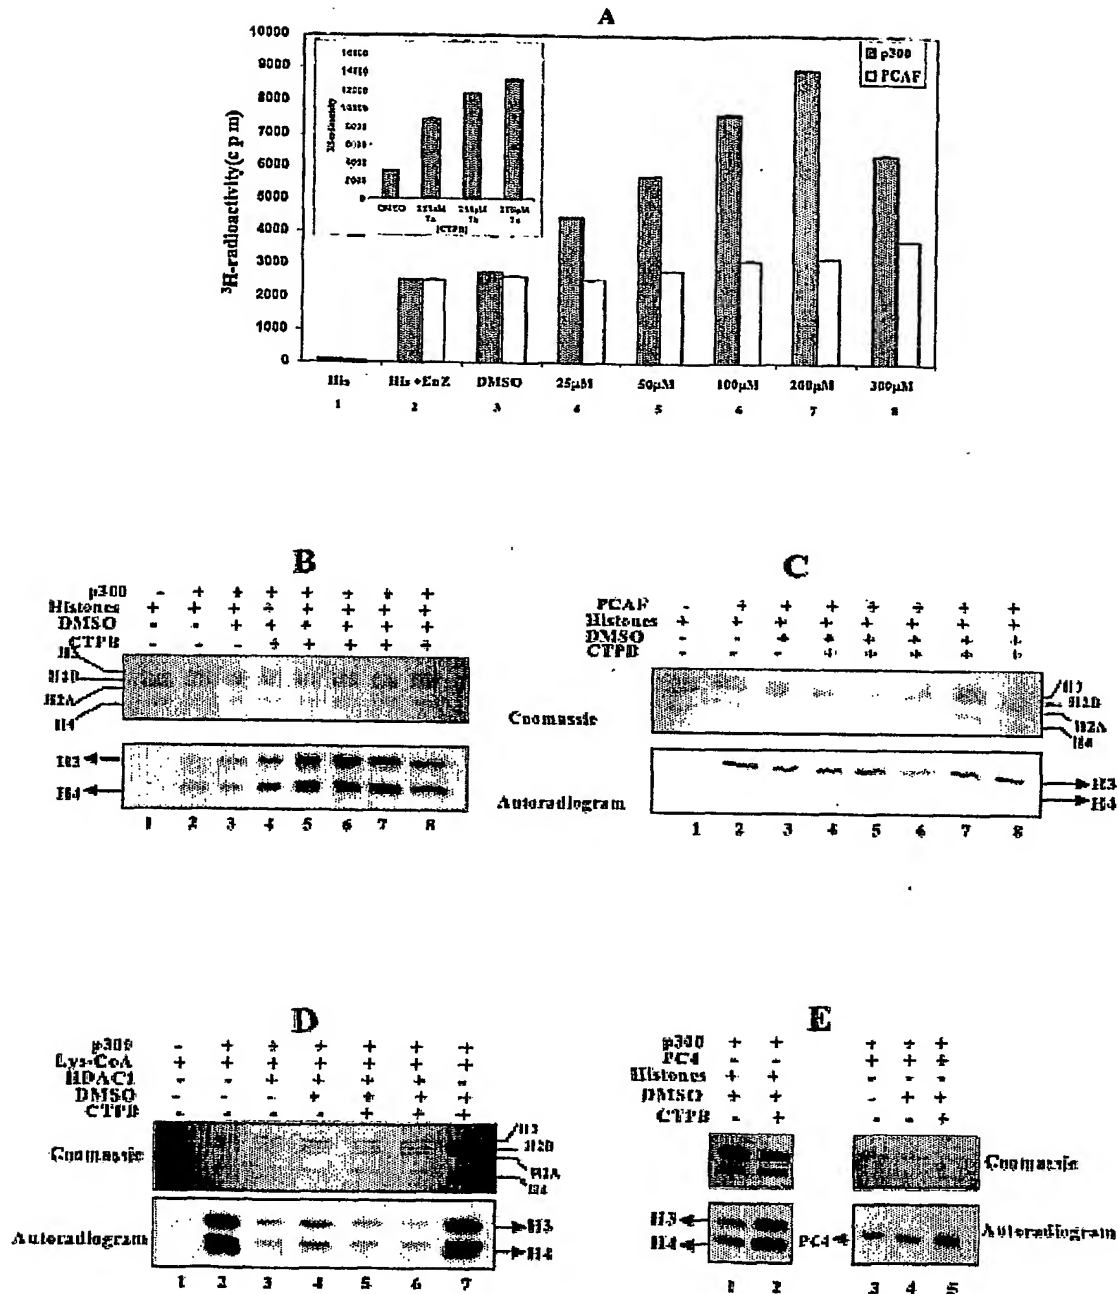 A
10000
9000
8000
7000
6000
5000
4000
3000
2000
1000
0
³H-radioactivity(c p m)
p300
PCAF
DMSO
[CTPB]
His His +EnZ DMSO 25µM 50µM 100µM 200µM 300µM
1 2 3 4 5 6 7 8
B
p300 - + + + + + + +
Histones + + + + + + + +
DMSO - - + + + + + +
CTPB - - - + + + + +
H3
H2B
H2A
H4
H3
H4
1 2 3 4 5 6 7 8
Coomassie
Autoradiogram
C
PCAF - + + + + + + +
Histones + + + + + + + +
DMSO - - + + + + + +
CTPB - - - + + + + +
H3
H2B
H2A
H4
H3
H4
1 2 3 4 5 6 7 8
D
p300 - + + + + + +
Lys-CoA + + + + + + +
HDAC1 - - + + + + -
DMSO - - - + + + +
CTPB - - - - + + +
Coomassie
H3
H2B
H2A
H4
Autoradiogram
H3
H4
1 2 3 4 5 6 7
E
p300 + + + + +
PC4 - - + + +
Histones + + - - -
DMSO + + - + +
CTPB - + - - +
Coomassie
H3
H4
PC4
Autoradiogram
1 2 3 4 5